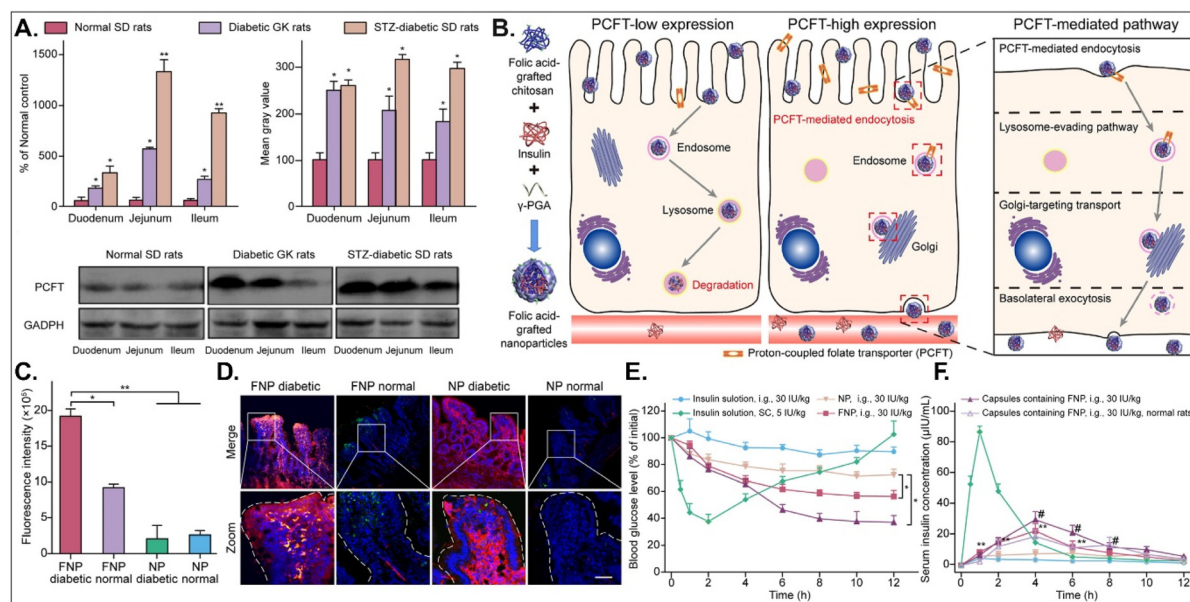 A.
Normal SD rats
Diabetic GK rats
STZ-diabetic SD rats
% of Normal control
1500
1000
500
0
Duodenum Jejunum Ileum
* ** * ** * **
Mean gray value
400
300
200
100
0
Duodenum Jejunum Ileum
* * * * * *
Normal SD rats
Diabetic GK rats
STZ-diabetic SD rats
PCFT
GADPH
Duodenum Jejunum Ileum
Duodenum Jejunum Ileum
Duodenum Jejunum Ileum
B.
Folic acid-
grafted
chitosan
+
Insulin
+
γ-PGA
Folic acid-
grafted
nanoparticles
PCFT-low expression
Endosome
Lysosome
Degradation
PCFT-high expression
PCFT-mediated endocytosis
Endosome
Golgi
Proton-coupled folate transporter (PCFT)
PCFT-mediated pathway
PCFT-mediated endocytosis
Lysosome-evading pathway
Golgi-targeting transport
Basolateral exocytosis
C.
Fluorescence intensity (×10⁵)
25
20
15
10
5
0
**
*
FNP diabetic
FNP normal
NP diabetic
NP normal
D.
FNP diabetic
FNP normal
NP diabetic
NP normal
Merge
Zoom
E.
Insulin sulotion, i.g., 30 IU/kg
Insulin solution, SC, 5 IU/kg
NP, i.g., 30 IU/kg
FNP, i.g., 30 IU/kg
Blood glucose level (% of initial)
120
100
80
60
40
20
0
0 2 4 6 8 10 12
Time (h)
*
*
F.
Capsules containing FNP, i.g., 30 IU/kg
Capsules containing FNP, i.g., 30 IU/kg, normal rats
Serum insulin concentration (µIU/mL)
100
80
60
40
20
0
0 2 4 6 8 10 12
Time (h)
** ** # ** # ** #